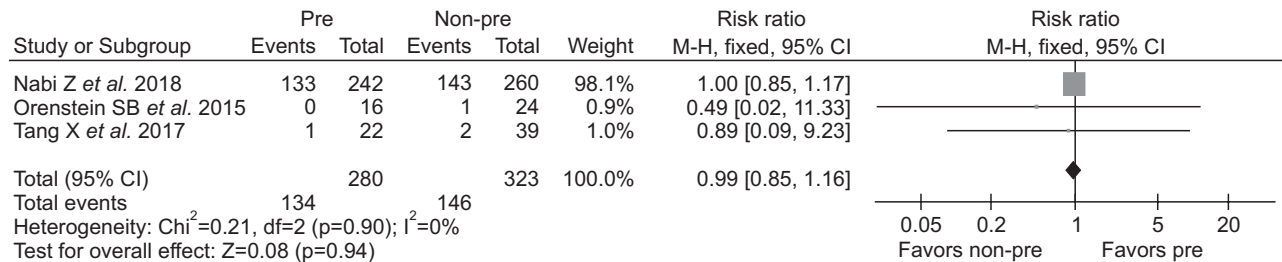 Pre Non-pre Risk ratio Risk ratio
Study or Subgroup Events Total Events Total Weight M-H, fixed, 95% CI M-H, fixed, 95% CI
Nabi Z et al. 2018 133 242 143 260 98.1% 1.00 [0.85, 1.17]
Orenstein SB et al. 2015 0 16 1 24 0.9% 0.49 [0.02, 11.33]
Tang X et al. 2017 1 22 2 39 1.0% 0.89 [0.09, 9.23]
Total (95% CI) 280 323 100.0% 0.99 [0.85, 1.16]
Total events 134 146
Heterogeneity: Chi²=0.21, df=2 (p=0.90); I²=0%
Test for overall effect: Z=0.08 (p=0.94)
0.05 0.2 1 5 20
Favors non-pre Favors pre